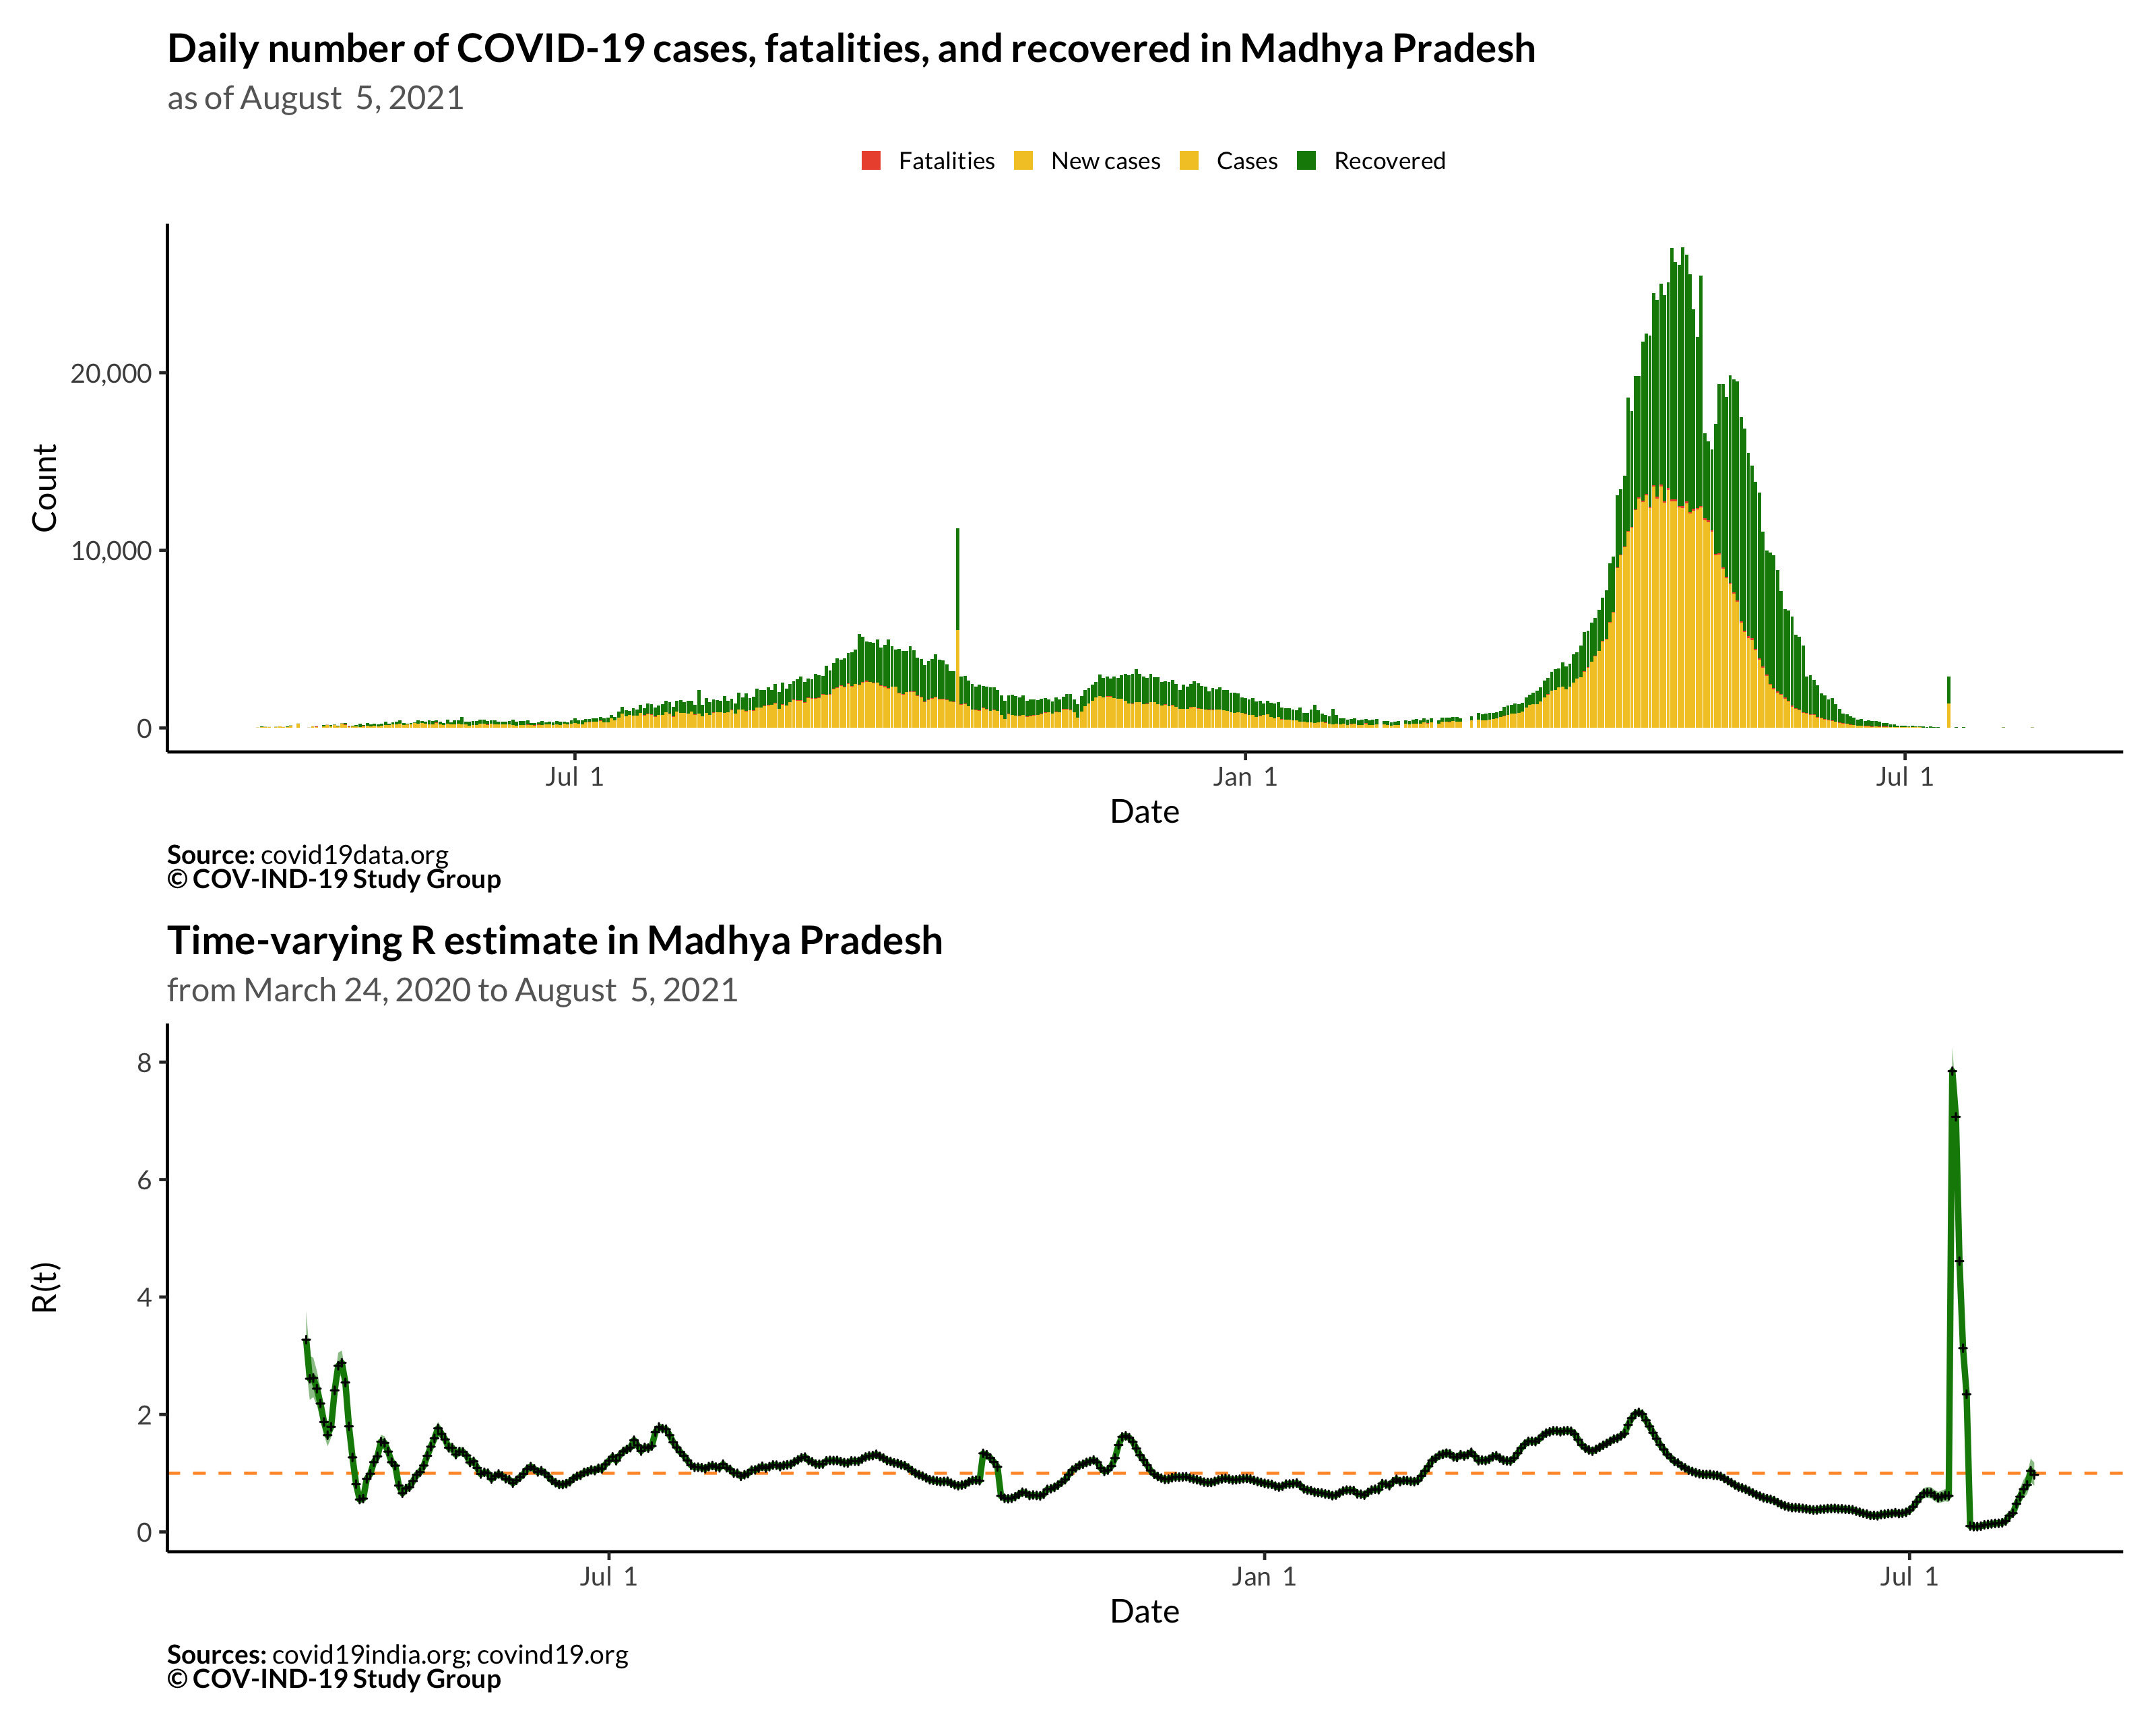 Daily number of COVID-19 cases, fatalities, and recovered in Madhya Pradesh
as of August  5, 2021
Fatalities New cases Cases Recovered
Count
20,000
10,000
0
Jul  1 Jan  1 Jul  1
Date
Source: covid19data.org
© COV-IND-19 Study Group
Time-varying R estimate in Madhya Pradesh
from March 24, 2020 to August  5, 2021
R(t)
8
6
4
2
0
Jul  1 Jan  1 Jul  1
Date
Sources: covid19india.org; covind19.org
© COV-IND-19 Study Group